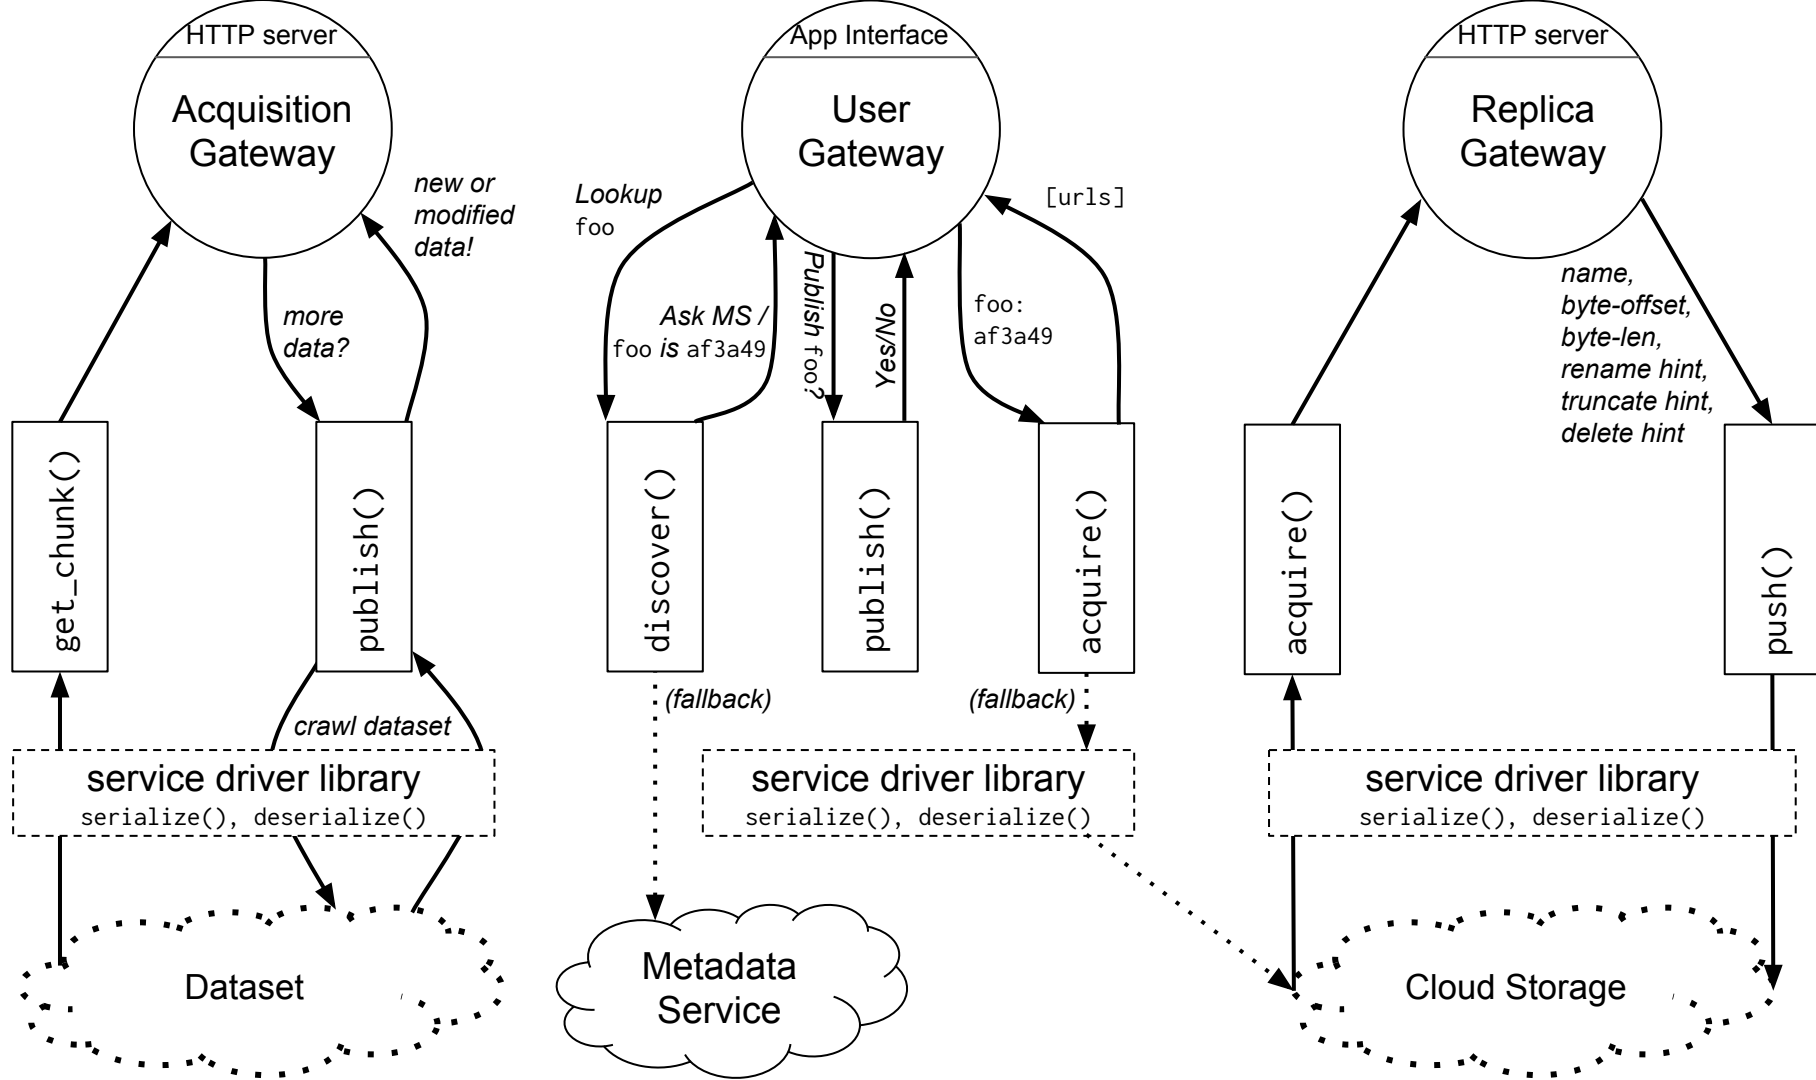 HTTP server
Acquisition
Gateway
new or
modified
data!
more
data?
get_chunk()
publish()
crawl dataset
service driver library
serialize(), deserialize()
Dataset
App Interface
User
Gateway
Lookup
foo
Ask MS /
foo is af3a49
Publish foo?
Yes/No
foo:
af3a49
[urls]
discover()
publish()
acquire()
(fallback)
(fallback)
service driver library
serialize(), deserialize()
Metadata
Service
HTTP server
Replica
Gateway
name,
byte-offset,
byte-len,
rename hint,
truncate hint,
delete hint
acquire()
push()
service driver library
serialize(), deserialize()
Cloud Storage